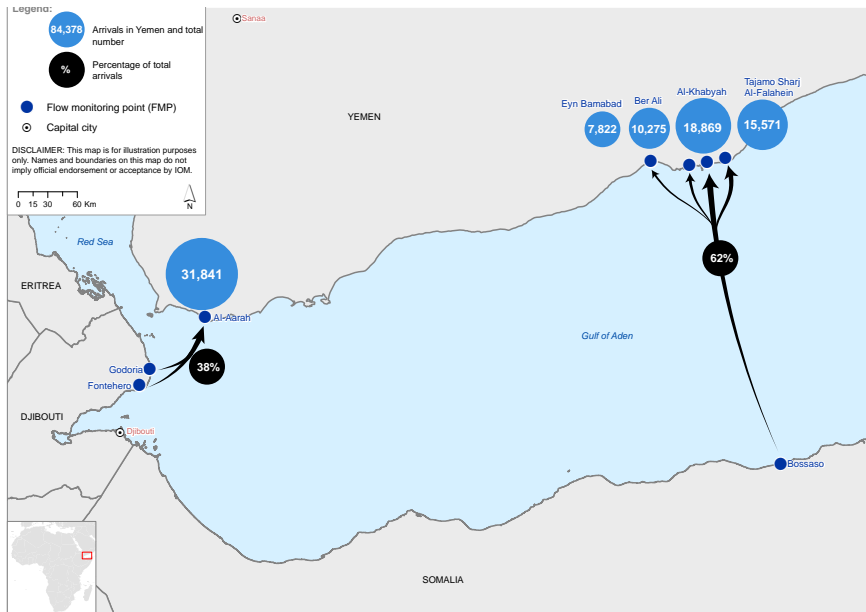 Legend:
84,378
Arrivals in Yemen and total
number
%
Percentage of total
arrivals
Flow monitoring point (FMP)
Capital city
DISCLAIMER: This map is for illustration purposes
only. Names and boundaries on this map do not
imply official endorsement or acceptance by IOM.
0 15 30 60 Km
N
Sanaa
YEMEN
Eyn Bamabad
Ber Ali
Al-Khabyah
Tajamo Sharj
Al-Falahein
7,822
10,275
18,869
15,571
Red Sea
62%
31,841
ERITREA
Al-Aarah
Gulf of Aden
Godoria
38%
Fontehero
DJIBOUTI
Djibouti
Bossaso
SOMALIA